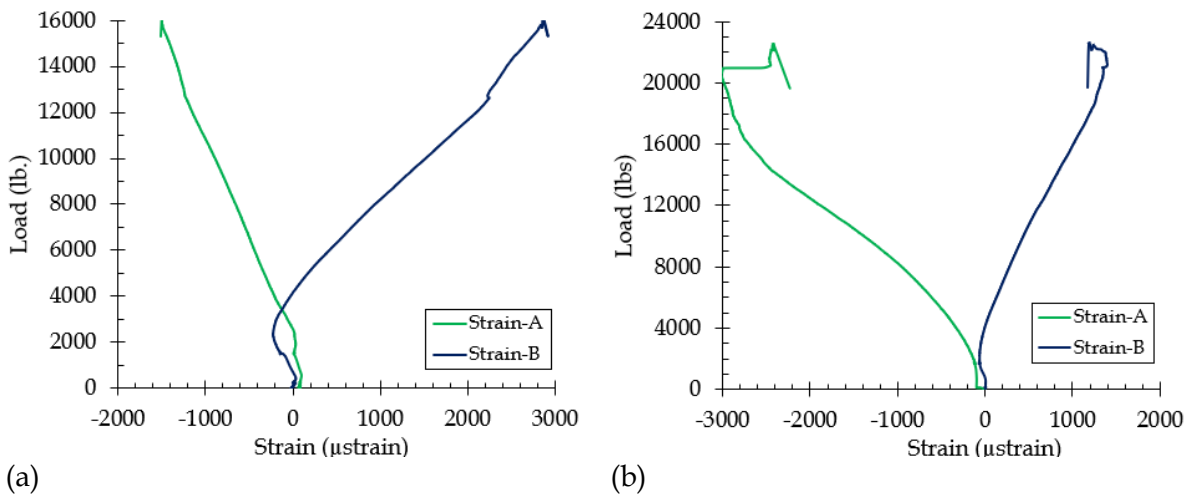 16000
14000
12000
10000
8000
6000
4000
2000
0
Load (lb.)
-2000 -1000 0 1000 2000 3000
Strain (µstrain)
Strain-A
Strain-B
(a)
24000
20000
16000
12000
8000
4000
0
Load (lbs)
-3000 -2000 -1000 0 1000 2000
Strain (µstrain)
Strain-A
Strain-B
(b)